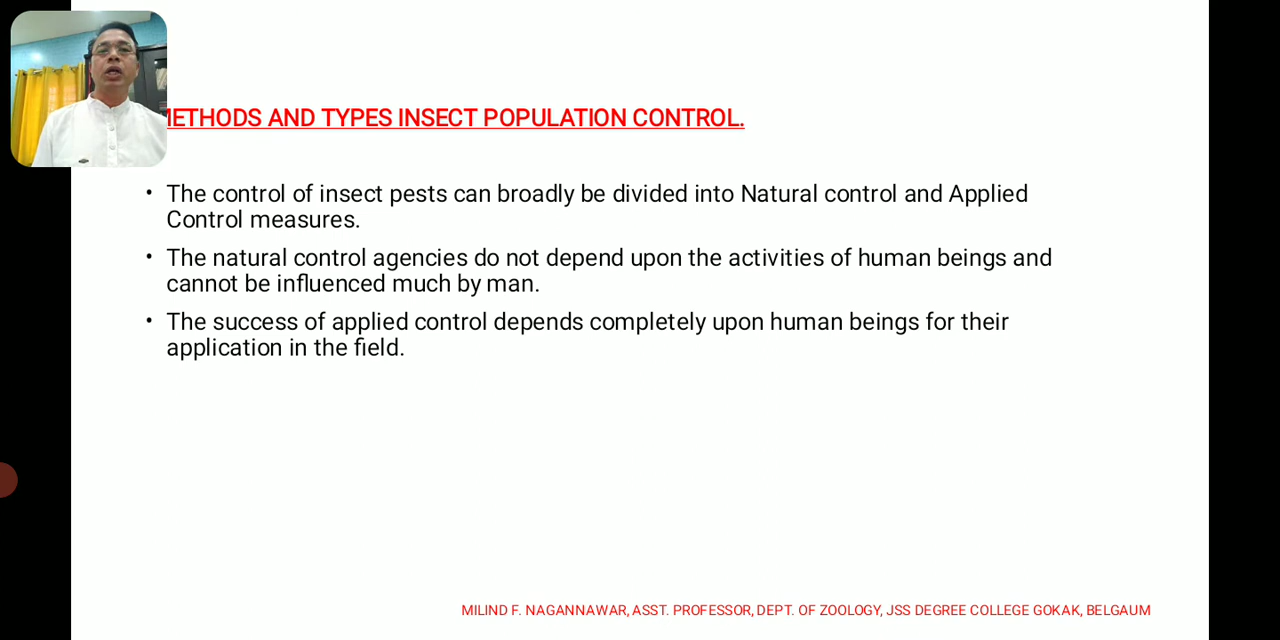 ETHODS AND TYPES INSECT POPULATION CONTROL.
• The control of insect pests can broadly be divided into Natural control and Applied
Control measures.
• The natural control agencies do not depend upon the activities of human beings and
cannot be influenced much by man.
• The success of applied control depends completely upon human beings for their
application in the field.
MILIND F. NAGANNAWAR, ASST. PROFESSOR, DEPT. OF ZOOLOGY, JSS DEGREE COLLEGE GOKAK, BELGAUM